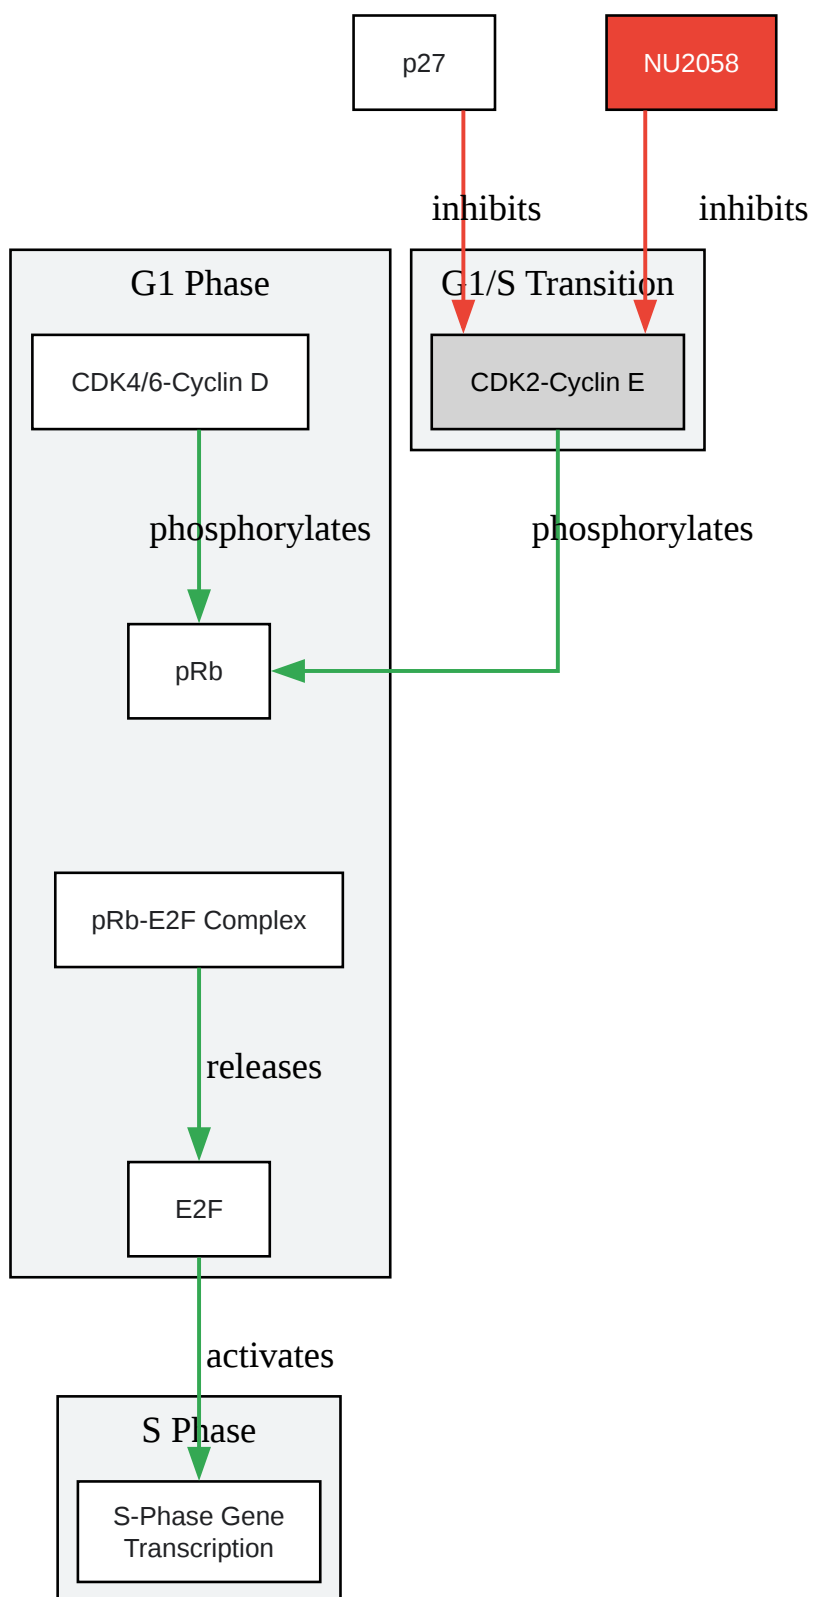 p27
NU2058
inhibits
inhibits
G1 Phase
G1/S Transition
CDK4/6-Cyclin D
CDK2-Cyclin E
phosphorylates
phosphorylates
pRb
pRb-E2F Complex
releases
E2F
activates
S Phase
S-Phase Gene
Transcription